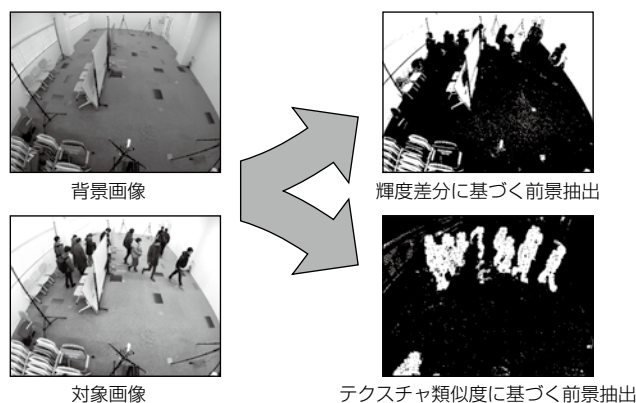 背景画像
輝度差分に基づく前景抽出
対象画像
テクスチャ類似度に基づく前景抽出